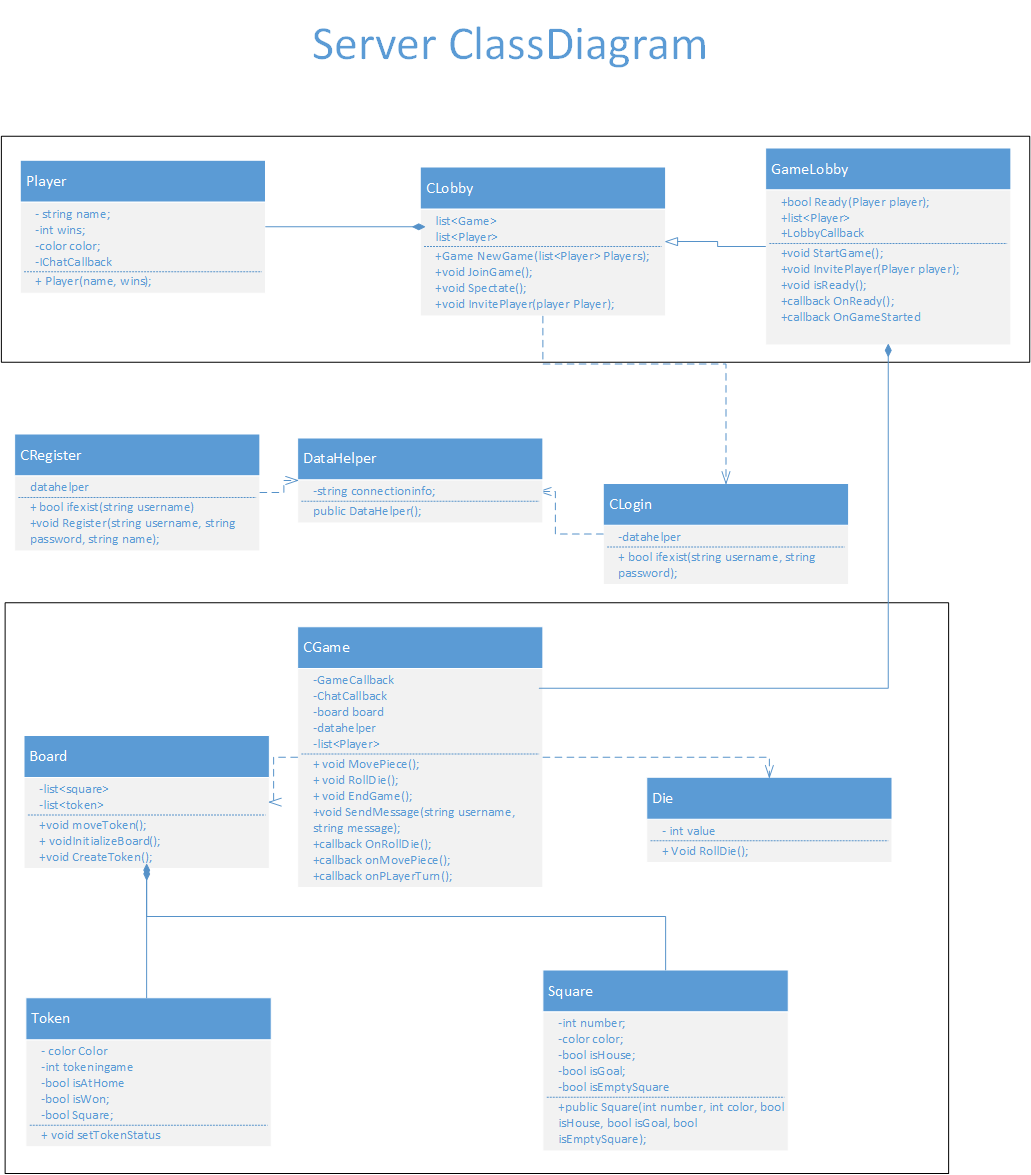 Server ClassDiagram
Player
- string name;
-int wins;
-color color;
-IChatCallback
+ Player(name, wins);
CLobby
list<Game>
list<Player>
+Game NewGame(list<Player> Players);
+void JoinGame();
+void Spectate();
+void InvitePlayer(player Player);
GameLobby
+bool Ready(Player player);
+list<Player>
+LobbyCallback
+void StartGame();
+void InvitePlayer(Player player);
+void isReady();
+callback OnReady();
+callback OnGameStarted
CRegister
datahelper
+ bool ifexist(string username)
+void Register(string username, string
password, string name);
DataHelper
-string connectioninfo;
public DataHelper();
CLogin
-datahelper
+ bool ifexist(string username, string
password);
CGame
-GameCallback
-ChatCallback
-board board
-datahelper
-list<Player>
+ void MovePiece();
+ void RollDie();
+ void EndGame();
+void SendMessage(string username,
string message);
+callback OnRollDie();
+callback onMovePiece();
+callback onPLayerTurn();
Board
-list<square>
-list<token>
+void moveToken();
+ voidInitializeBoard();
+void CreateToken();
Die
- int value
+ Void RollDie();
Token
- color Color
-int tokeningame
-bool isAtHome
-bool isWon;
-bool Square;
+ void setTokenStatus
Square
-int number;
-color color;
-bool isHouse;
-bool isGoal;
-bool isEmptySquare
+public Square(int number, int color, bool
isHouse, bool isGoal, bool
isEmptySquare);